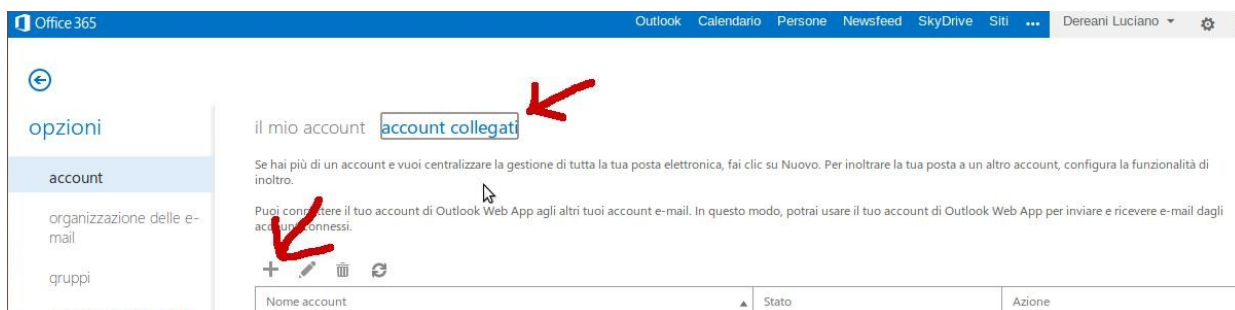 Office 365
Outlook Calendario Persone Newsfeed SkyDrive Siti ... Dereani Luciano
opzioni
il mio account account collegati
Se hai più di un account e vuoi centralizzare la gestione di tutta la tua posta elettronica, fai clic su Nuovo. Per inoltrare la tua posta a un altro account, configura la funzionalità di
inoltro.
account
Puoi connettere il tuo account di Outlook Web App agli altri tuoi account e-mail. In questo modo, potrai usare il tuo account di Outlook Web App per inviare e ricevere e-mail dagli
account connessi.
organizzazione delle e-
mail
gruppi
Nome account Stato Azione